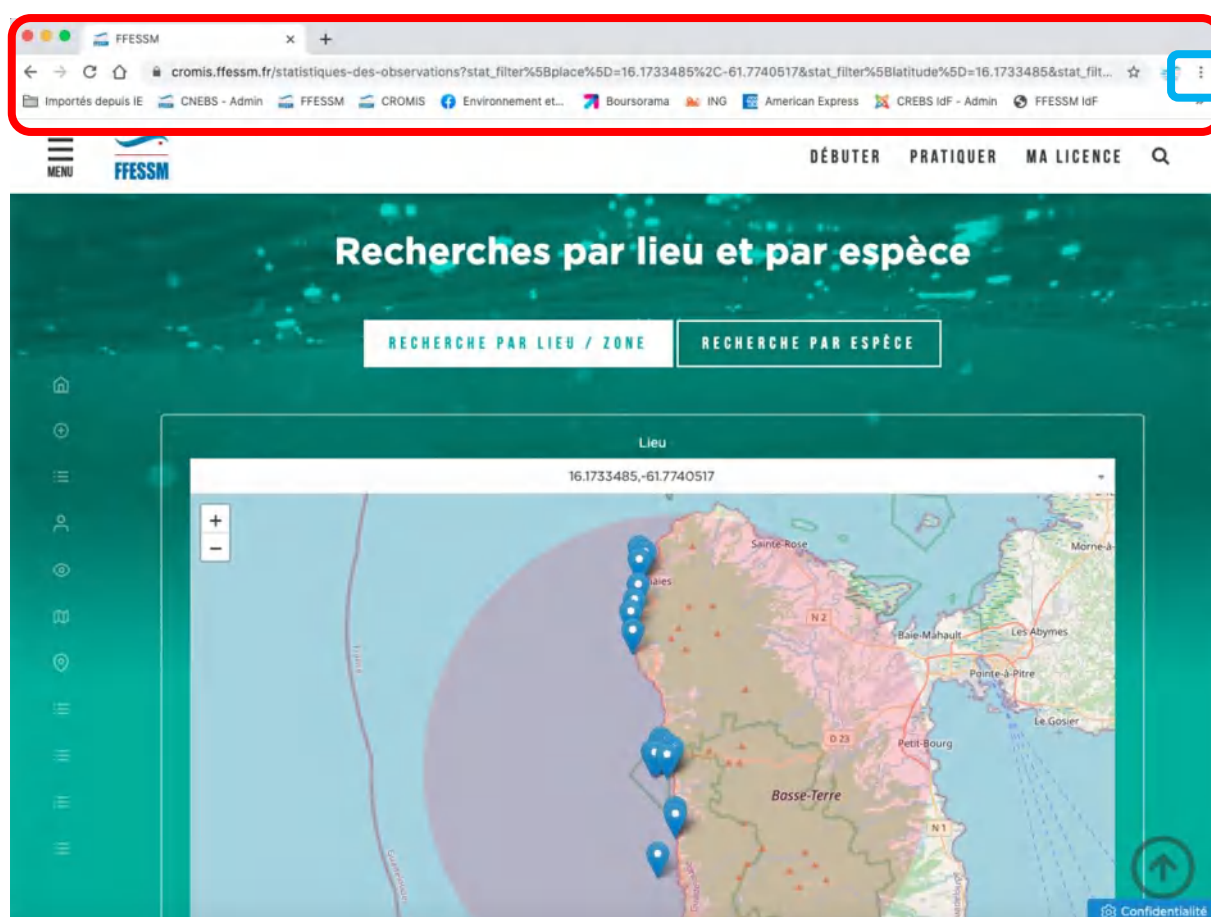 FFESSM
cromis.ffessm.fr/statistiques-des-observations?stat_filter%5Bplace%5D=16.1733485%2C-61.7740517&stat_filter%5Blatitude%5D=16.1733485&stat_filt...
Importés depuis IE CNEBS - Admin FFESSM CROMIS Environnement et... Boursorama ING American Express CREBS IdF - Admin FFESSM IdF
MENU FFESSM DÉBUTER PRATIQUER MA LICENCE
Recherches par lieu et par espèce
RECHERCHE PAR LIEU / ZONE RECHERCHE PAR ESPÈCE
Lieu
16.1733485,-61.7740517
+
−
Sainte-Rose
Morne-à-
haies
N 2
Baie-Mahault
Les Abymes
Pointe-à-Pitre
France
Le Gosier
D 23
Petit-Bourg
Basse-Terre
N 1
Guadeloupe
Confidentialité